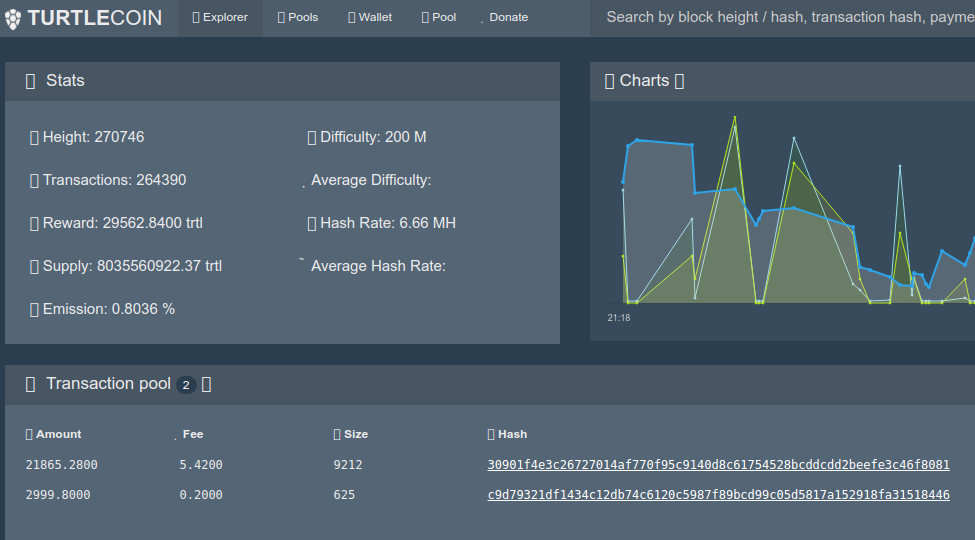 TURTLECOIN Explorer Pools Wallet Pool Donate Search by block height / hash, transaction hash, payme
Stats
Charts
Height: 270746 Difficulty: 200 M
Transactions: 264390 Average Difficulty:
Reward: 29562.8400 trtl Hash Rate: 6.66 MH
Supply: 8035560922.37 trtl Average Hash Rate:
Emission: 0.8036 %
21:18
Transaction pool 2
Amount Fee Size Hash
21865.2800 5.4200 9212 30901f4e3c26727014af770f95c9140d8c61754528bcddcdd2beefe3c46f8081
2999.8000 0.2000 625 c9d79321df1434c12db74c6120c5987f89bcd99c05d5817a152918fa31518446